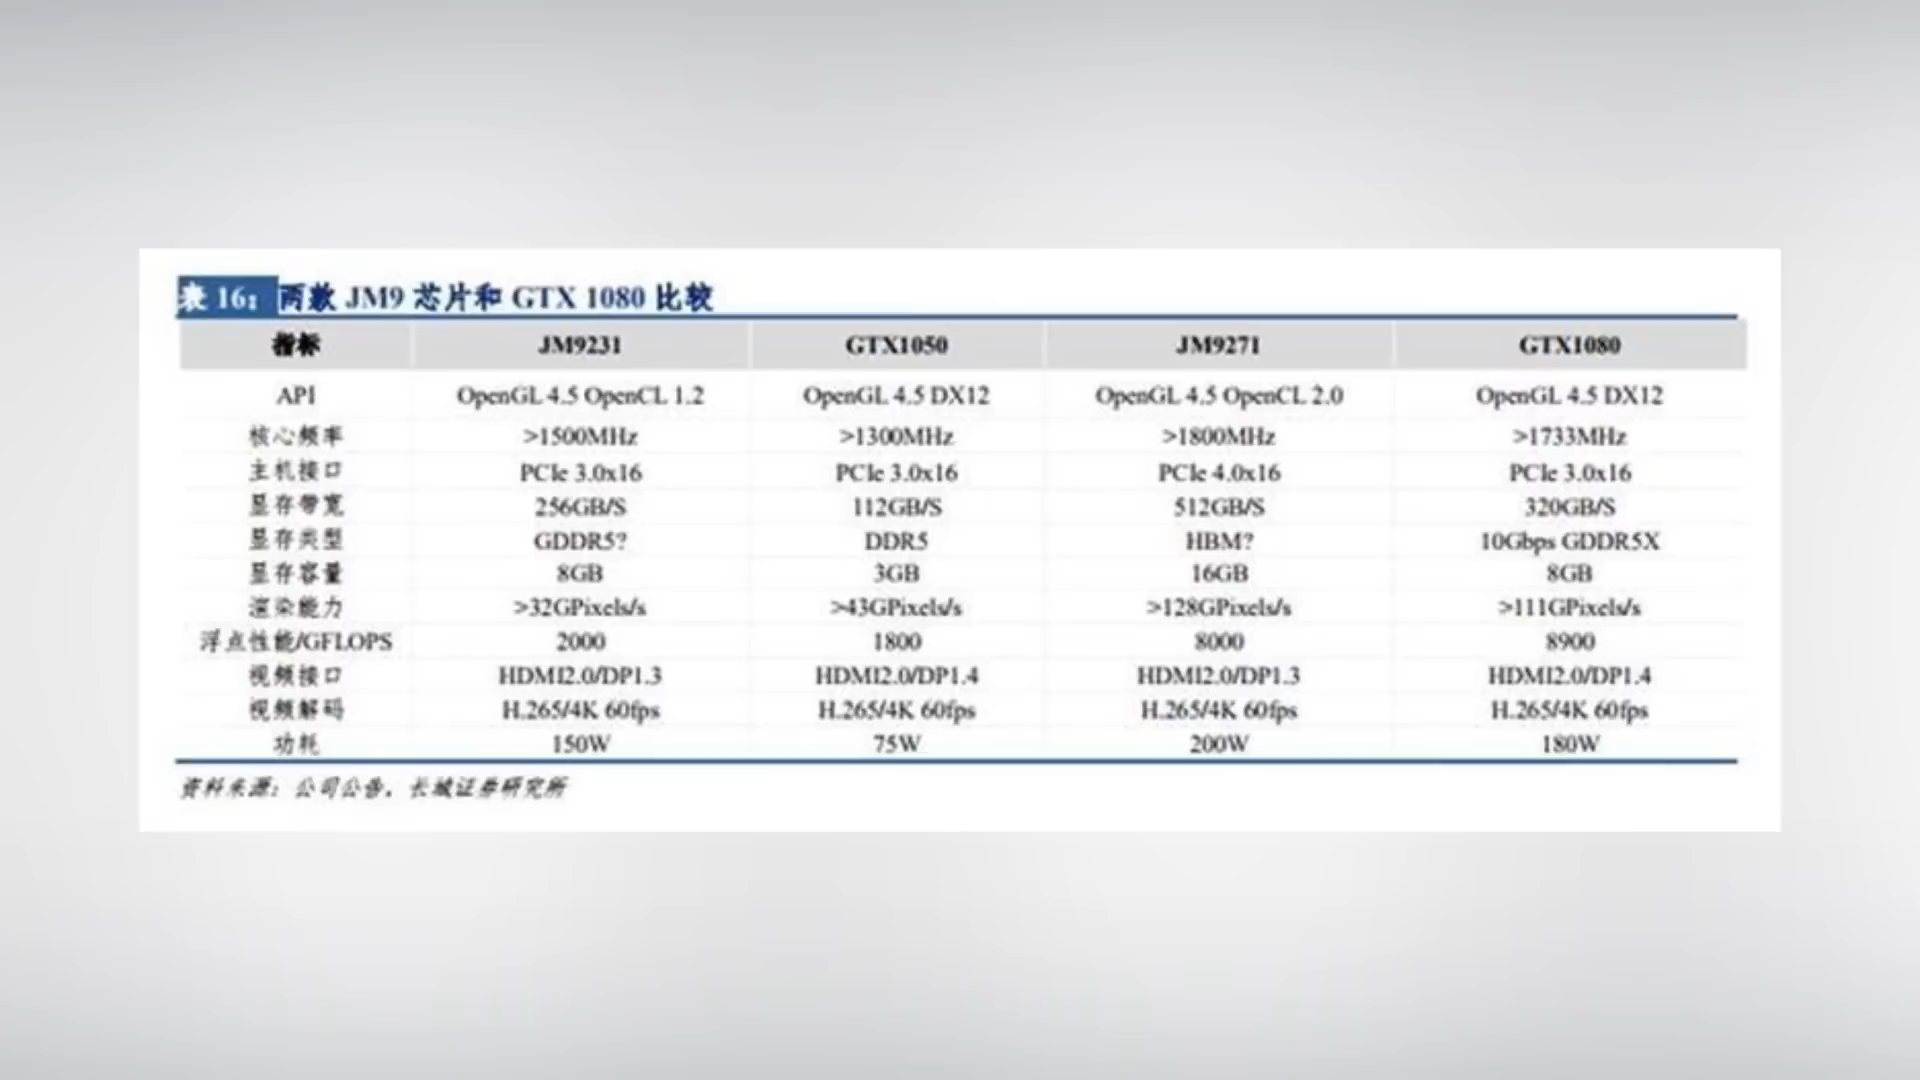 表 16: 两款 JM9 芯片和 GTX 1080 比较
指标 JM9231 GTX1050 JM9271 GTX1080
API OpenGL 4.5 OpenCL 1.2 OpenGL 4.5 DX12 OpenGL 4.5 OpenCL 2.0 OpenGL 4.5 DX12
核心频率 >1500MHz >1300MHz >1800MHz >1733MHz
主机接口 PCIe 3.0x16 PCIe 3.0x16 PCIe 4.0x16 PCIe 3.0x16
显存带宽 256GB/S 112GB/S 512GB/S 320GB/S
显存类型 GDDR5? DDR5 HBM? 10Gbps GDDR5X
显存容量 8GB 3GB 16GB 8GB
渲染能力 >32GPixels/s >43GPixels/s >128GPixels/s >111GPixels/s
浮点性能/GFLOPS 2000 1800 8000 8900
视频接口 HDMI2.0/DP1.3 HDMI2.0/DP1.4 HDMI2.0/DP1.3 HDMI2.0/DP1.4
视频解码 H.265/4K 60fps H.265/4K 60fps H.265/4K 60fps H.265/4K 60fps
功耗 150W 75W 200W 180W
资料来源: 公司公告, 长城证券研究所